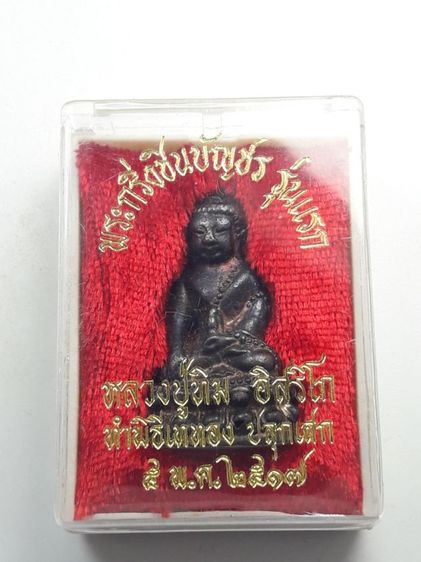 พระกริ่งชินบัญชร รุ่นแรก
หลวงปู่ทิม อิสริโก
ทำพิธีเททอง ปลุกเสก
๕ พ.ค.๒๕๑๗